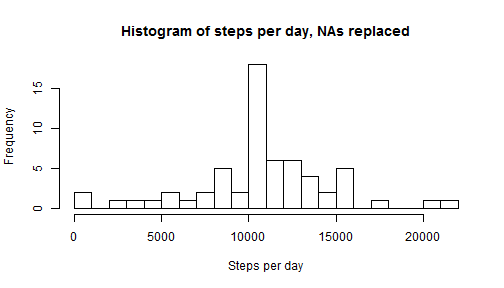 Histogram of steps per day, NAs replaced
Frequency
15
10
5
0
0 5000 10000 15000 20000
Steps per day